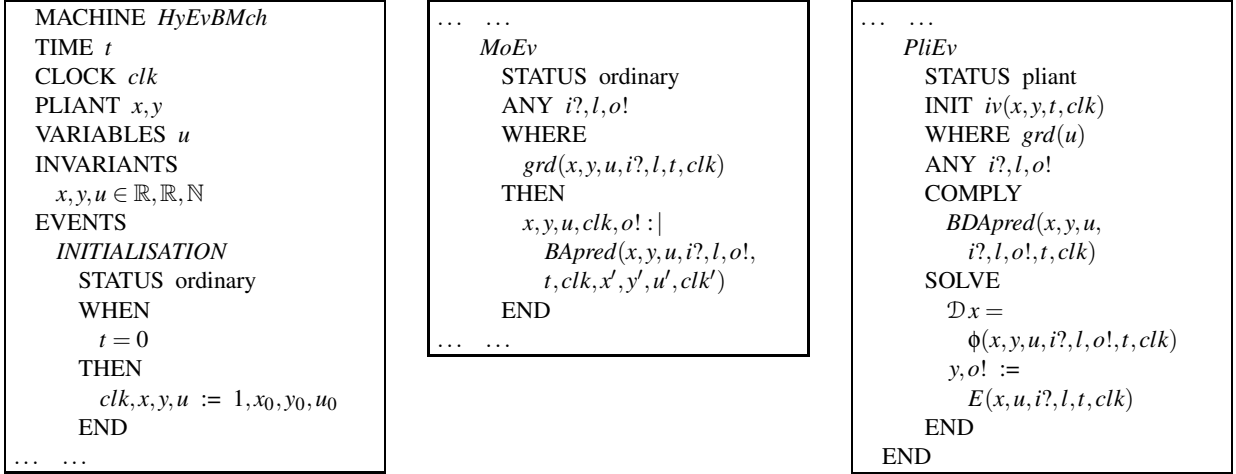 MACHINE HyEvBMch
TIME t
CLOCK clk
PLIANT x,y
VARIABLES u
INVARIANTS
x,y,u ∈ ℝ,ℝ,ℕ
EVENTS
INITIALISATION
STATUS ordinary
WHEN
t = 0
THEN
clk,x,y,u := 1,x₀,y₀,u₀
END
... ...
... ...
MoEv
STATUS ordinary
ANY i?,l,o!
WHERE
grd(x,y,u,i?,l,t,clk)
THEN
x,y,u,clk,o! :|
BApred(x,y,u,i?,l,o!,
t,clk,x′,y′,u′,clk′)
END
... ...
... ...
PliEv
STATUS pliant
INIT iv(x,y,t,clk)
WHERE grd(u)
ANY i?,l,o!
COMPLY
BDApred(x,y,u,
i?,l,o!,t,clk)
SOLVE
𝒟x =
ϕ(x,y,u,i?,l,o!,t,clk)
y,o! :=
E(x,u,i?,l,t,clk)
END
END